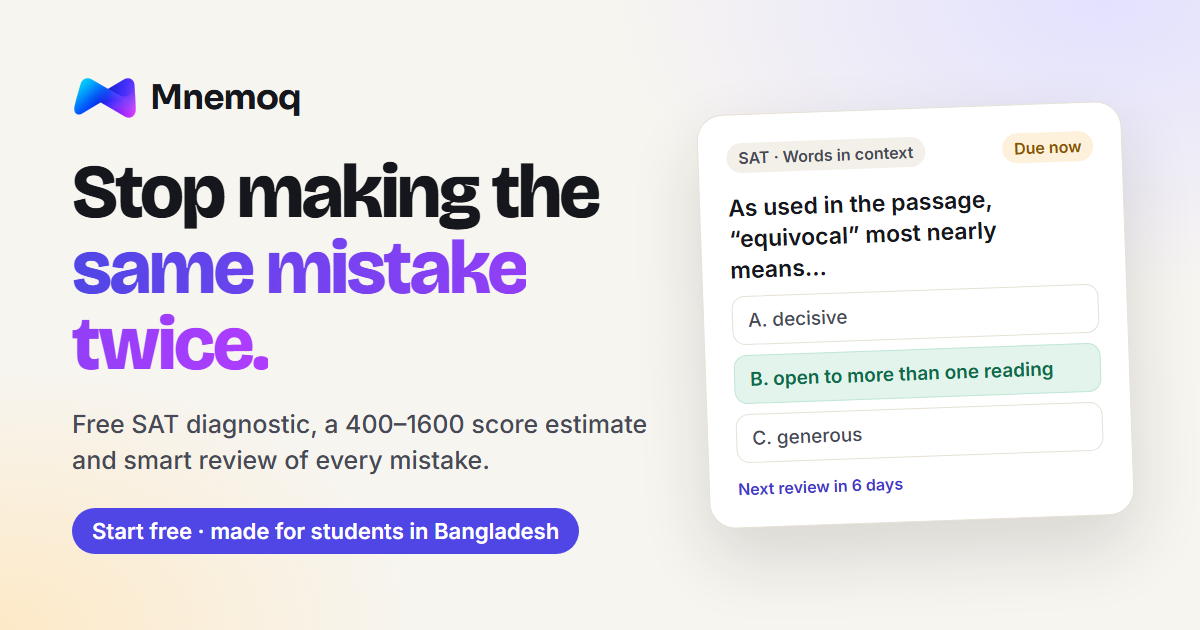 Mnemoq
Stop making the
same mistake
twice.
Free SAT diagnostic, a 400–1600 score estimate
and smart review of every mistake.
Start free · made for students in Bangladesh
SAT · Words in context
Due now
As used in the passage,
“equivocal” most nearly
means…
A. decisive
B. open to more than one reading
C. generous
Next review in 6 days